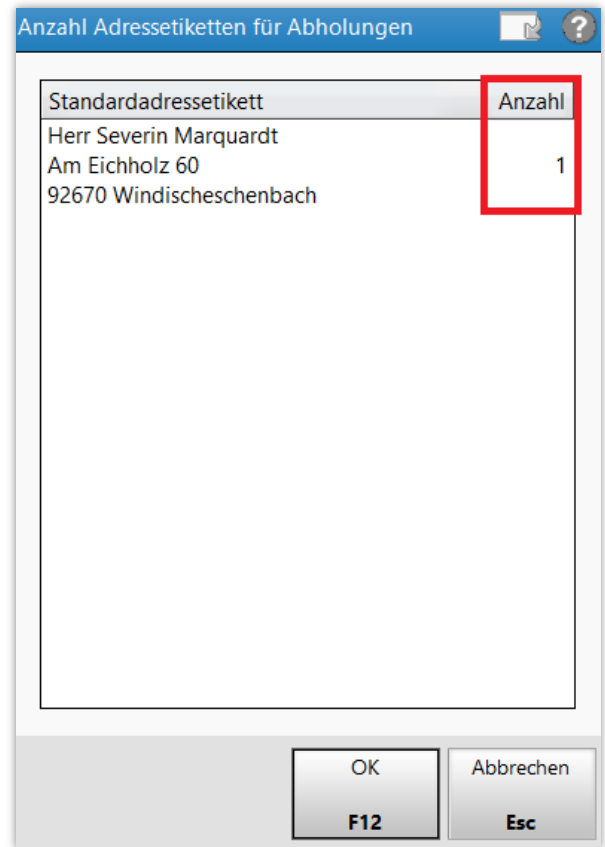 Anzahl Adressetiketten für Abholungen ?
Standardadressetikett Anzahl
Herr Severin Marquardt
Am Eichholz 60 1
92670 Windischeschenbach
OK Abbrechen
F12 Esc